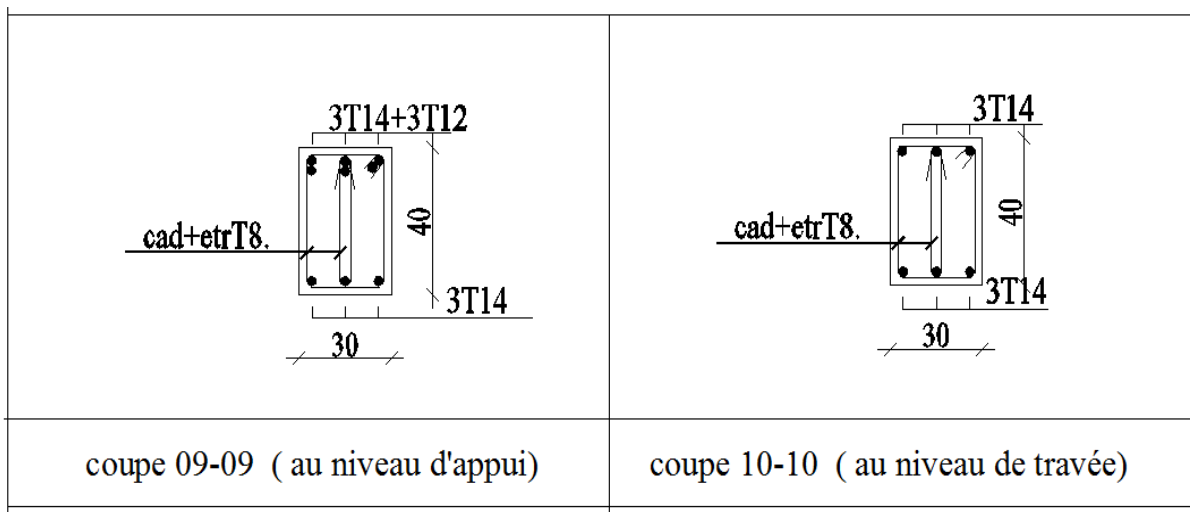 3T14+3T12
40
cad+etrT8.
3T14
30
coupe 09-09 ( au niveau d'appui)
3T14
40
cad+etrT8.
3T14
30
coupe 10-10 ( au niveau de travée)